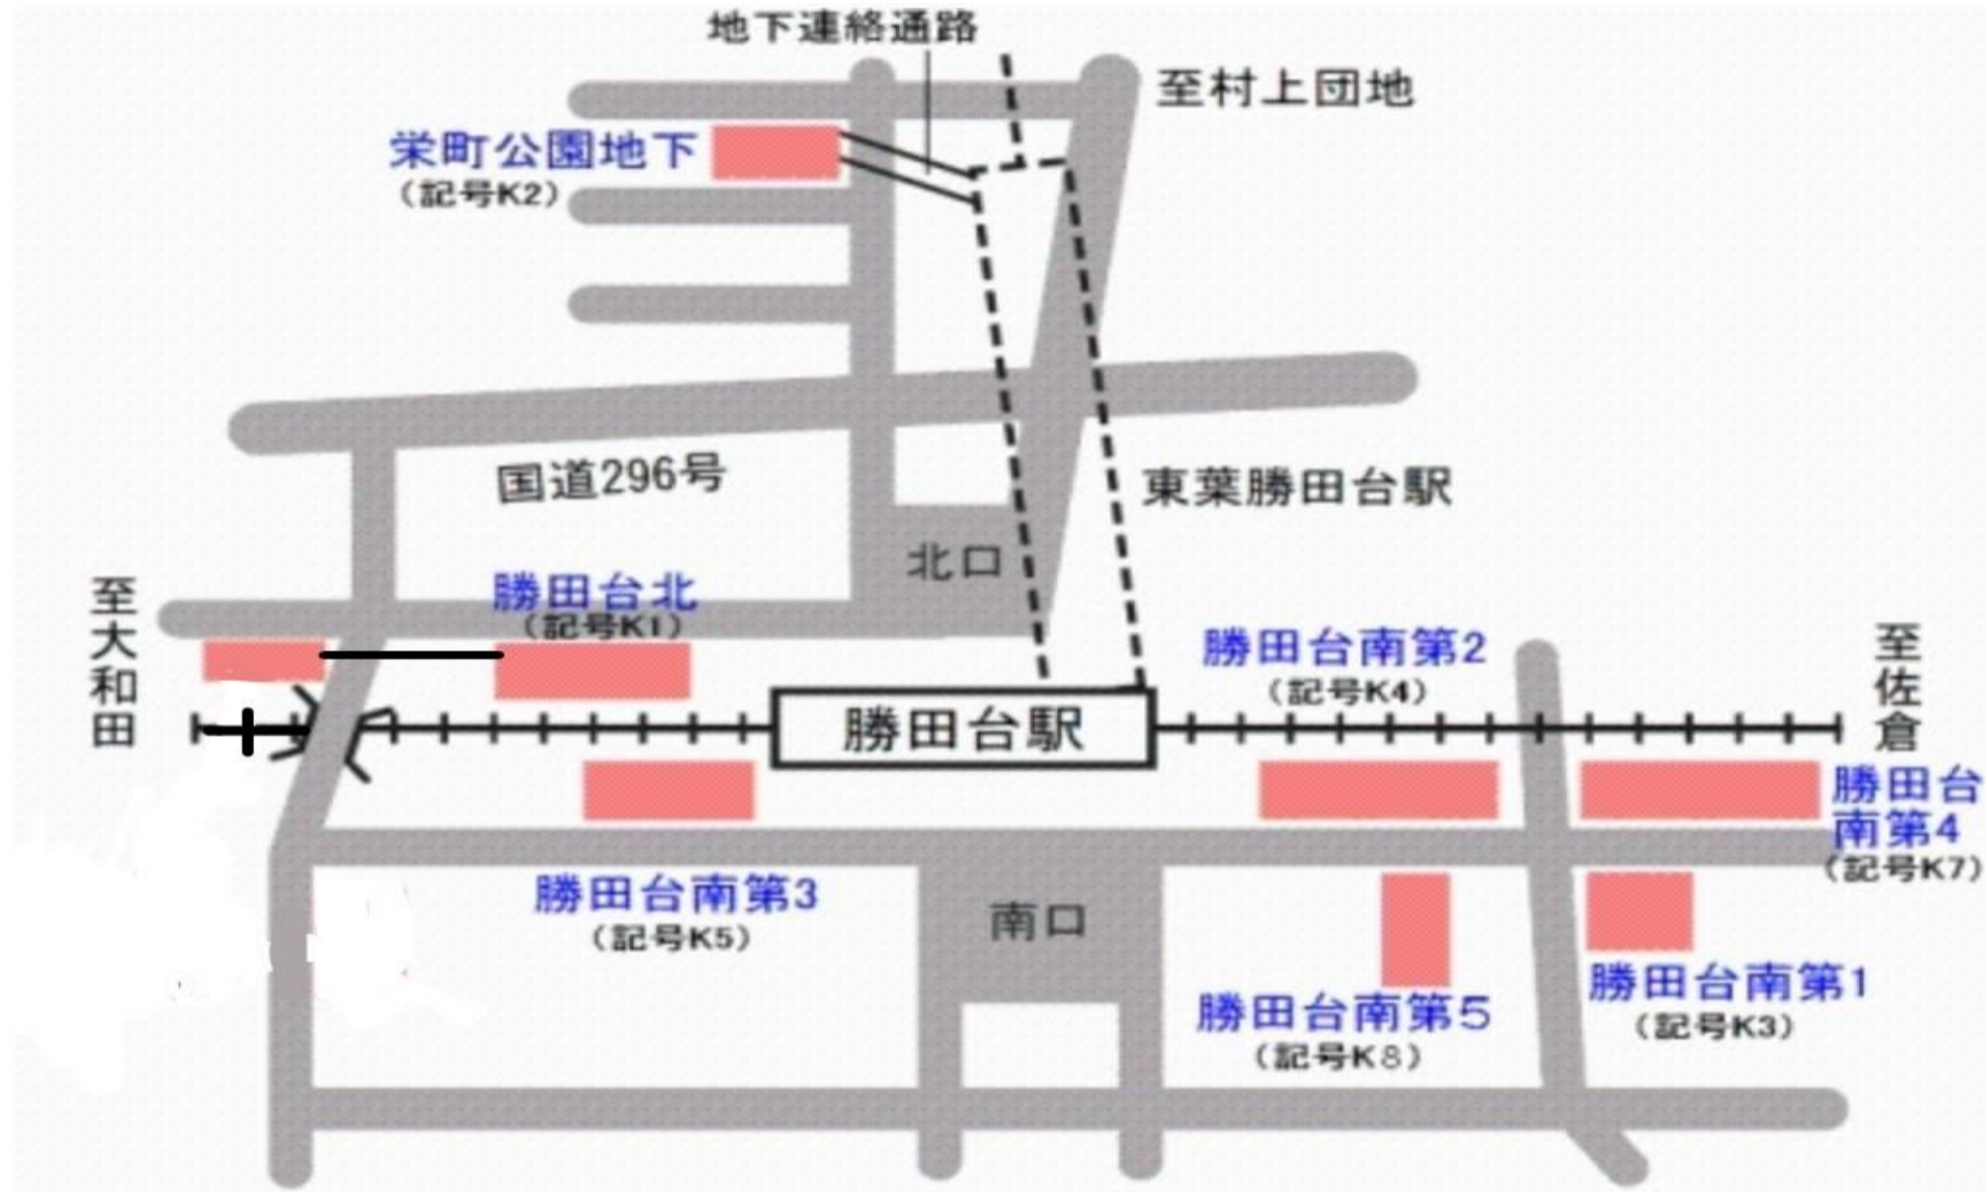 地下連絡通路
至村上団地
栄町公園地下
(記号K2)
国道296号
東葉勝田台駅
北口
至大和田
勝田台北
(記号K1)
勝田台南第2
(記号K4)
至佐倉
勝田台駅
勝田台
南第4
(記号K7)
勝田台南第3
(記号K5)
南口
勝田台南第5
(記号K8)
勝田台南第1
(記号K3)